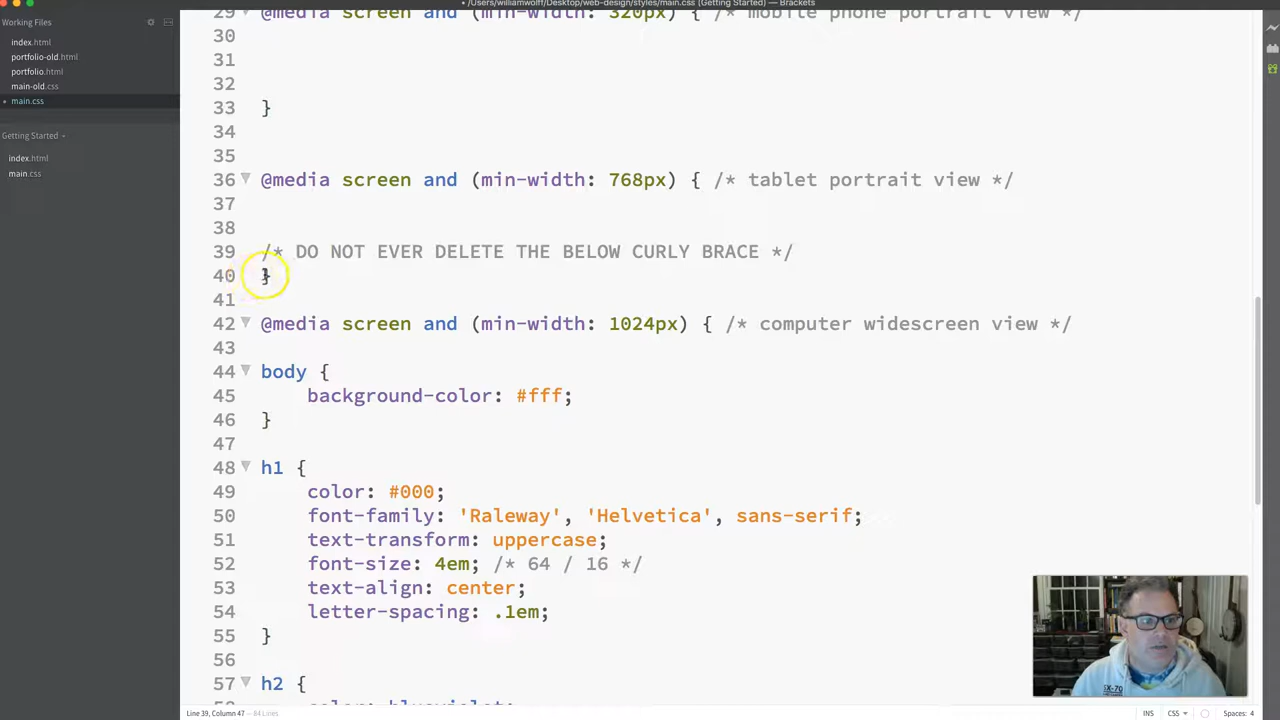 • /Users/williamwolff/Desktop/web-design/styles/main.css (Getting Started) — Brackets
Working Files
index.html
portfolio-old.html
portfolio.html
main-old.css
main.css
Getting Started
index.html
main.css
29 @media screen and (min-width: 320px) { /* mobile phone portrait view */
30
31
32
33 }
34
35
36 @media screen and (min-width: 768px) { /* tablet portrait view */
37
38
39 /* DO NOT EVER DELETE THE BELOW CURLY BRACE */
40 }
41
42 @media screen and (min-width: 1024px) { /* computer widescreen view */
43
44 body {
45 background-color: #fff;
46 }
47
48 h1 {
49 color: #000;
50 font-family: 'Raleway', 'Helvetica', sans-serif;
51 text-transform: uppercase;
52 font-size: 4em; /* 64 / 16 */
53 text-align: center;
54 letter-spacing: .1em;
55 }
56
57 h2 {
Line 39, Column 47 — 84 Lines
INS CSS Spaces: 4